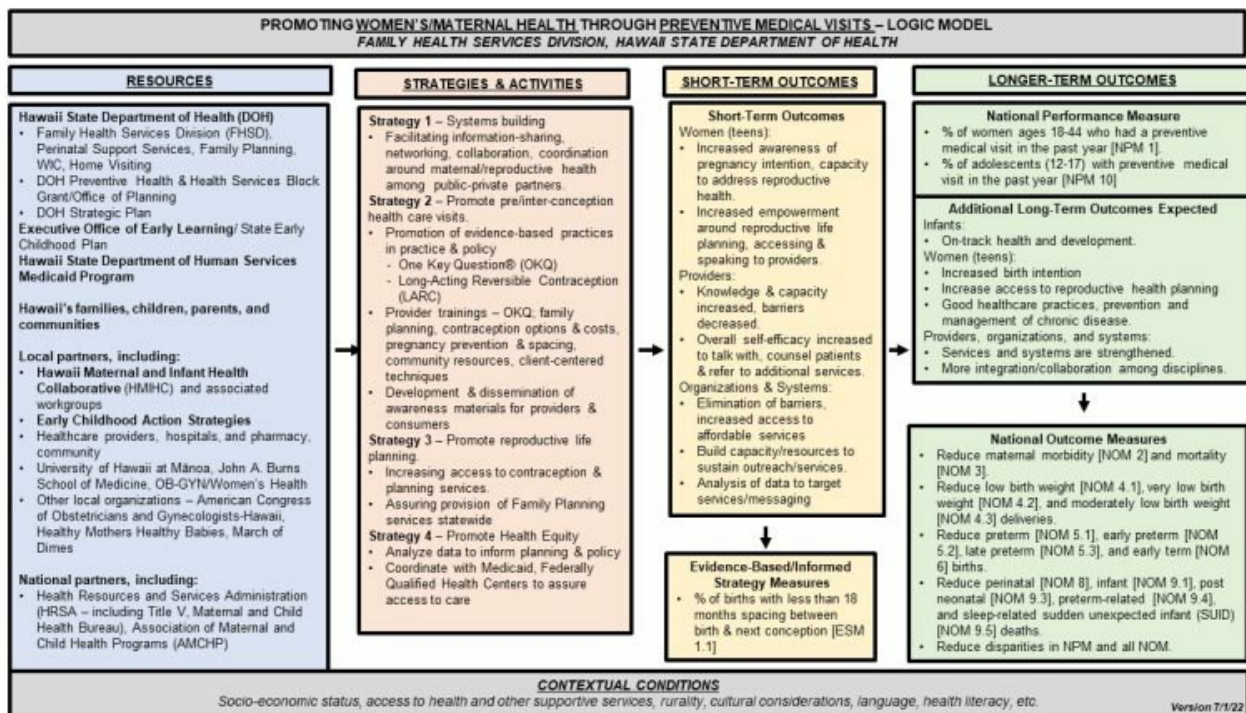 PROMOTING WOMEN'S/MATERNAL HEALTH THROUGH PREVENTIVE MEDICAL VISITS – LOGIC MODEL
FAMILY HEALTH SERVICES DIVISION, HAWAII STATE DEPARTMENT OF HEALTH
RESOURCES
Hawaii State Department of Health (DOH)
• Family Health Services Division (FHSD),
Perinatal Support Services, Family Planning,
WIC, Home Visiting
• DOH Preventive Health & Health Services Block
Grant/Office of Planning
• DOH Strategic Plan
Executive Office of Early Learning/ State Early
Childhood Plan
Hawaii State Department of Human Services
Medicaid Program
Hawaii's families, children, parents, and
communities
Local partners, including:
• Hawaii Maternal and Infant Health
Collaborative (HMIHC) and associated
workgroups
• Early Childhood Action Strategies
• Healthcare providers, hospitals, and pharmacy,
community
• University of Hawaii at Mānoa, John A. Burns
School of Medicine, OB-GYN/Women's Health
• Other local organizations – American Congress
of Obstetricians and Gynecologists-Hawaii,
Healthy Mothers Healthy Babies, March of
Dimes
National partners, including:
• Health Resources and Services Administration
(HRSA – including Title V, Maternal and Child
Health Bureau), Association of Maternal and
Child Health Programs (AMCHP)
STRATEGIES & ACTIVITIES
Strategy 1 – Systems building
• Facilitating information-sharing,
networking, collaboration, coordination
around maternal/reproductive health
among public-private partners.
Strategy 2 – Promote pre/inter-conception
health care visits.
• Promotion of evidence-based practices
in practice & policy
- One Key Question® (OKQ)
- Long-Acting Reversible Contraception
(LARC)
• Provider trainings – OKQ; family
planning, contraception options & costs,
pregnancy prevention & spacing,
community resources, client-centered
techniques
• Development & dissemination of
awareness materials for providers &
consumers
Strategy 3 – Promote reproductive life
planning.
• Increasing access to contraception &
planning services.
• Assuring provision of Family Planning
services statewide
Strategy 4 – Promote Health Equity
• Analyze data to inform planning & policy
• Coordinate with Medicaid, Federally
Qualified Health Centers to assure
access to care
SHORT-TERM OUTCOMES
Short-Term Outcomes
Women (teens):
• Increased awareness of
pregnancy intention, capacity
to address reproductive
health.
• Increased empowerment
around reproductive life
planning, accessing &
speaking to providers.
Providers:
• Knowledge & capacity
increased, barriers
decreased.
• Overall self-efficacy increased
to talk with, counsel patients
& refer to additional services.
Organizations & Systems:
• Elimination of barriers,
increased access to
affordable services
• Build capacity/resources to
sustain outreach/services.
• Analysis of data to target
services/messaging
Evidence-Based/Informed
Strategy Measures
• % of births with less than 18
months spacing between
birth & next conception [ESM
1.1]
LONGER-TERM OUTCOMES
National Performance Measure
• % of women ages 18-44 who had a preventive
medical visit in the past year [NPM 1].
• % of adolescents (12-17) with preventive medical
visit in the past year [NPM 10]
Additional Long-Term Outcomes Expected
Infants:
• On-track health and development.
Women (teens):
• Increased birth intention
• Increase access to reproductive health planning
• Good healthcare practices, prevention and
management of chronic disease.
Providers, organizations, and systems:
• Services and systems are strengthened.
• More integration/collaboration among disciplines.
National Outcome Measures
• Reduce maternal morbidity [NOM 2] and mortality
[NOM 3].
• Reduce low birth weight [NOM 4.1], very low birth
weight [NOM 4.2], and moderately low birth weight
[NOM 4.3] deliveries.
• Reduce preterm [NOM 5.1], early preterm [NOM
5.2], late preterm [NOM 5.3], and early term [NOM
6] births.
• Reduce perinatal [NOM 8], infant [NOM 9.1], post
neonatal [NOM 9.3], preterm-related [NOM 9.4],
and sleep-related sudden unexpected infant (SUID)
[NOM 9.5] deaths.
• Reduce disparities in NPM and all NOM.
CONTEXTUAL CONDITIONS
Socio-economic status, access to health and other supportive services, rurality, cultural considerations, language, health literacy, etc.
Version 7/1/22